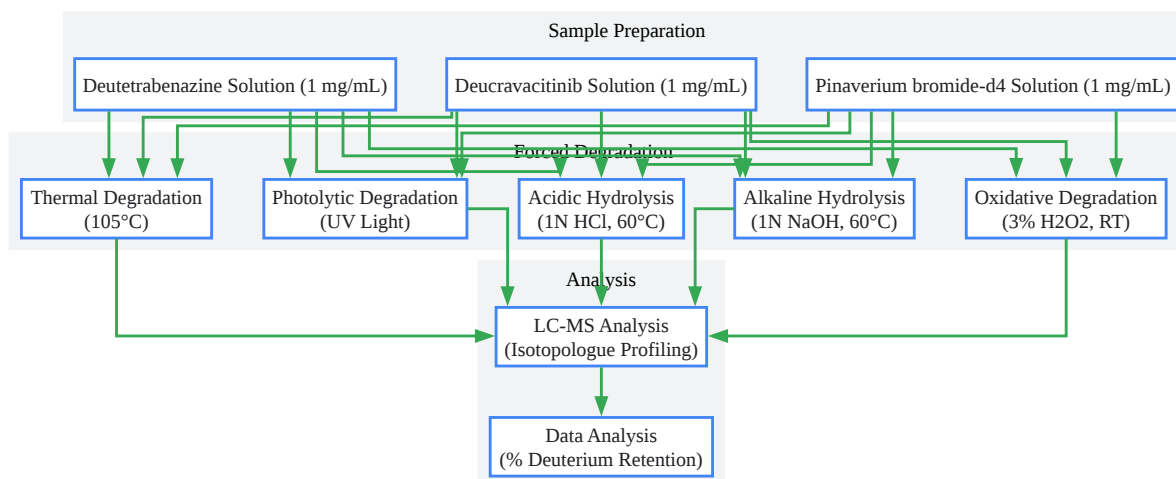 Sample Preparation
Deutetrabenazine Solution (1 mg/mL)
Deucravacitinib Solution (1 mg/mL)
Pinaverium bromide-d4 Solution (1 mg/mL)
Forced Degradation
Thermal Degradation
(105°C)
Photolytic Degradation
(UV Light)
Acidic Hydrolysis
(1N HCl, 60°C)
Alkaline Hydrolysis
(1N NaOH, 60°C)
Oxidative Degradation
(3% H2O2, RT)
Analysis
LC-MS Analysis
(Isotopologue Profiling)
Data Analysis
(% Deuterium Retention)